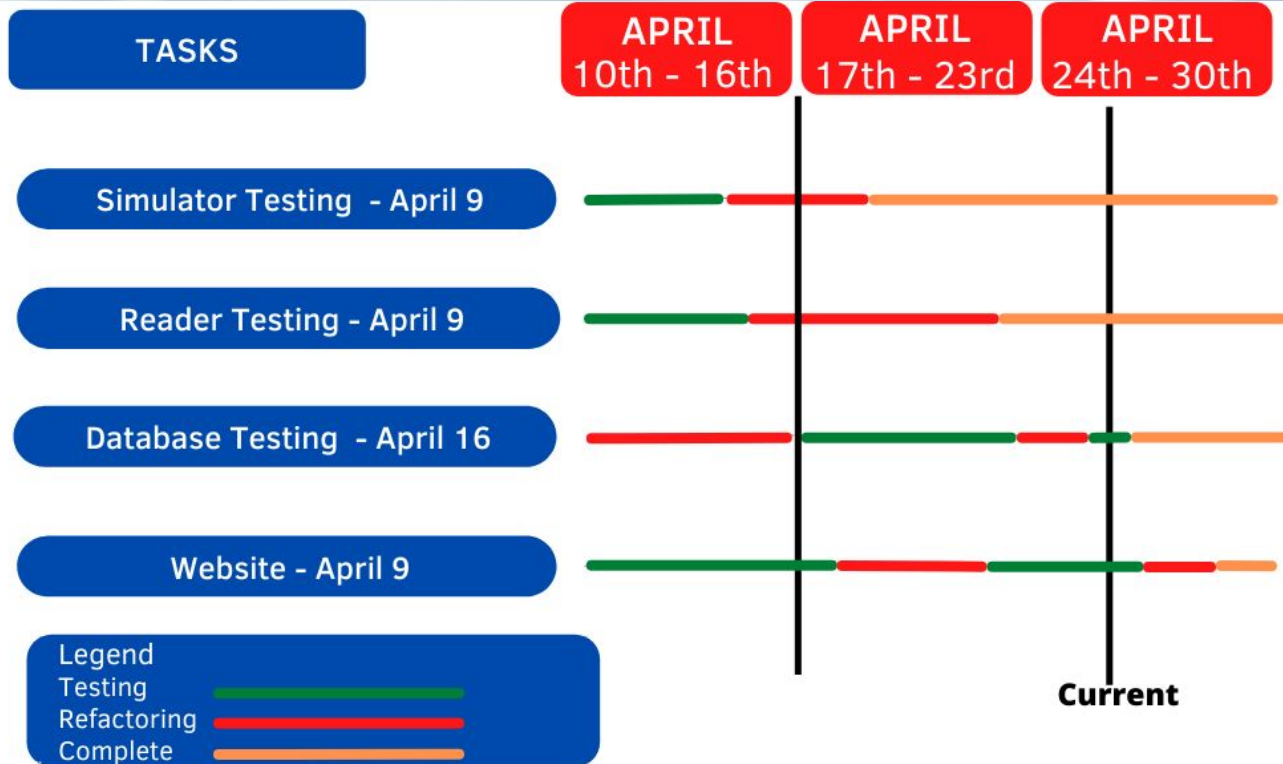 TASKS
APRIL
10th - 16th
APRIL
17th - 23rd
APRIL
24th - 30th
Simulator Testing - April 9
Reader Testing - April 9
Database Testing - April 16
Website - April 9
Legend
Testing
Refactoring
Complete
Current